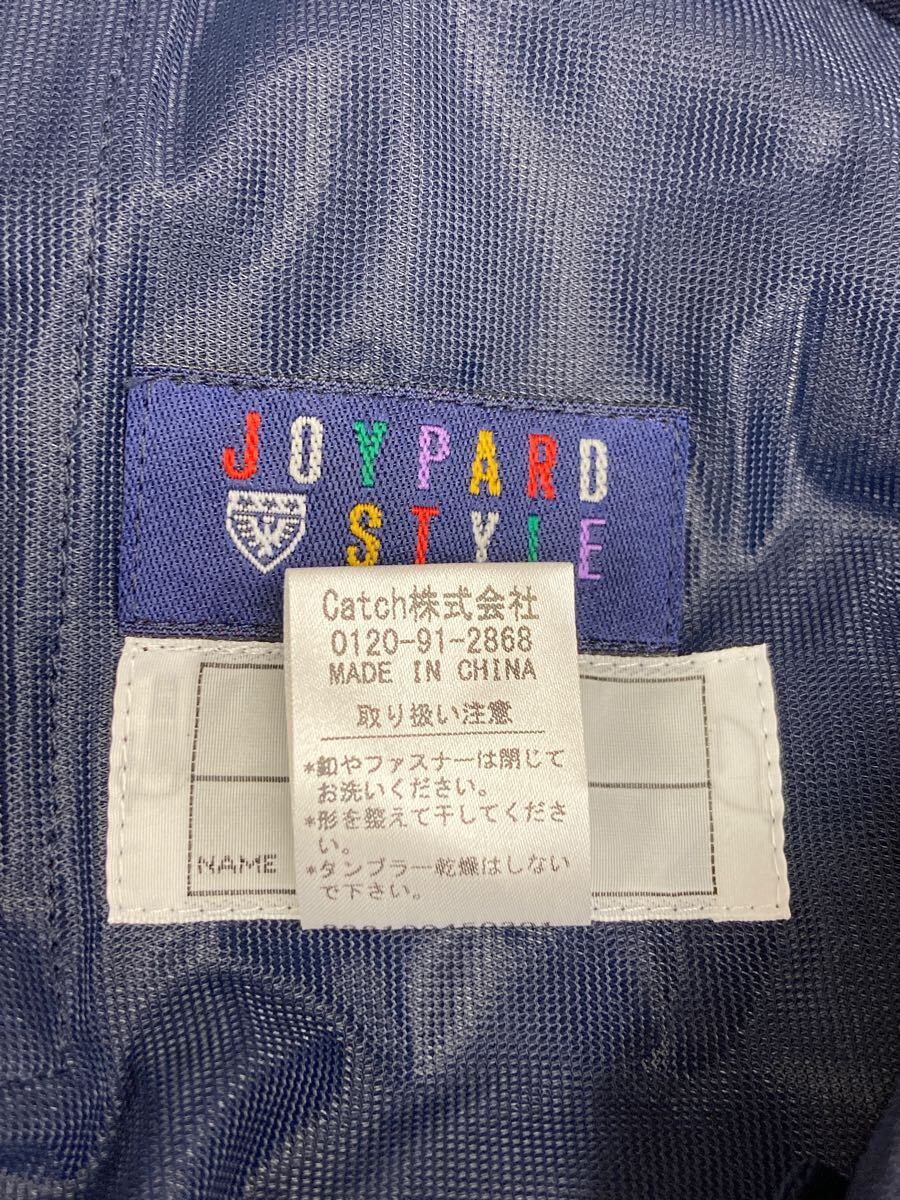 JOYPARD
STYLE
Catch株式会社
0120-91-2868
MADE IN CHINA
取り扱い注意
*釦やファスナーは閉じて
お洗いください。
*形を整えて干してくださ
い。
*タンブラー乾燥はしない
で下さい。
NAME